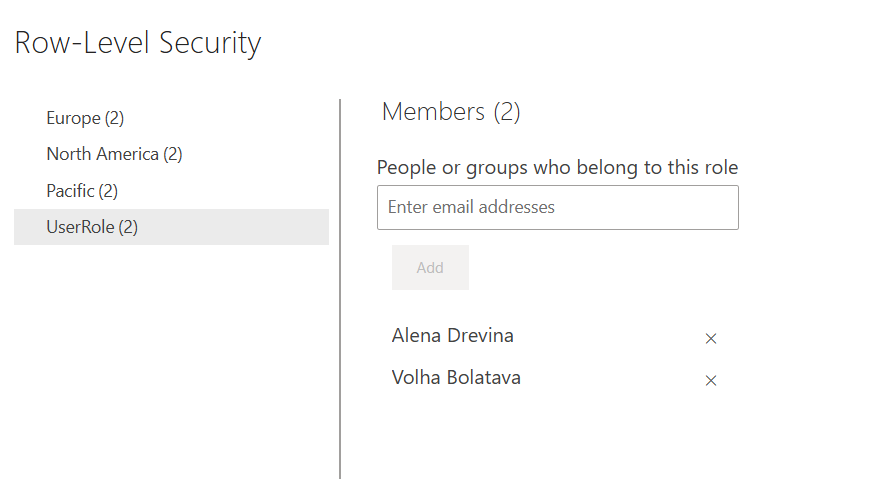 Row-Level Security
Europe (2)
North America (2)
Pacific (2)
UserRole (2)
Members (2)
People or groups who belong to this role
Enter email addresses
Add
Alena Drevina
Volha Bolatava